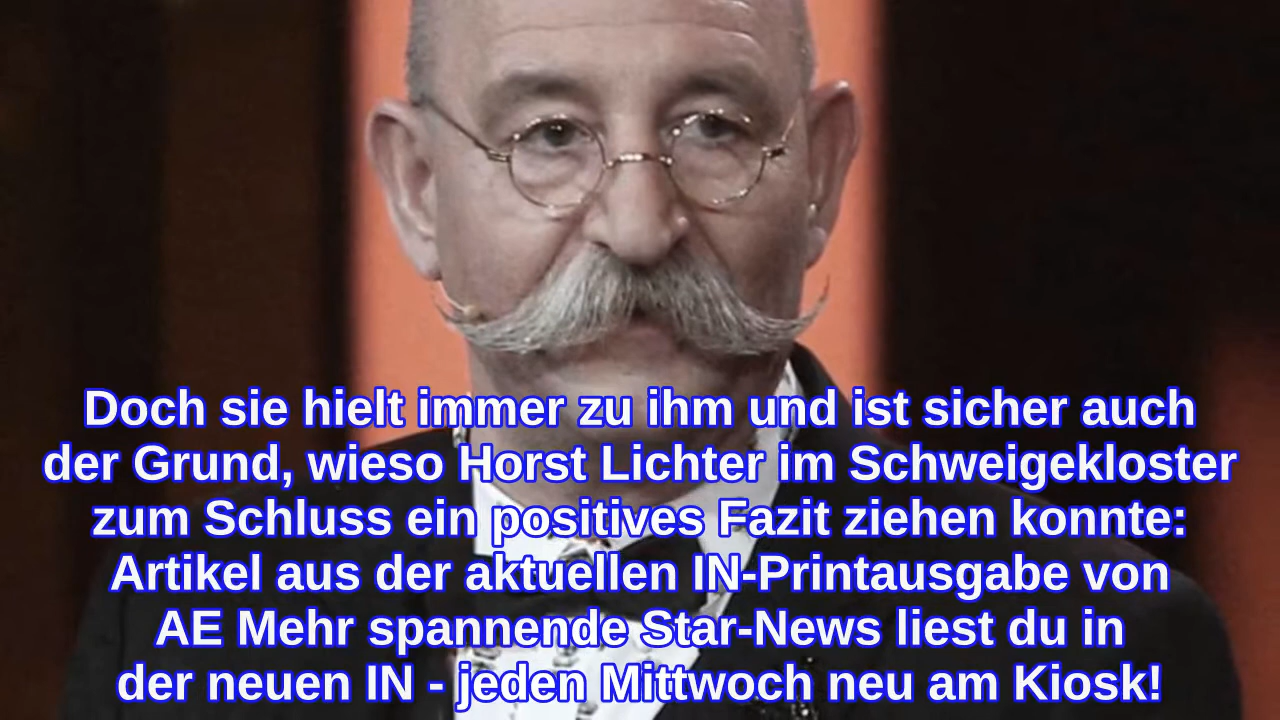 Doch sie hielt immer zu ihm und ist sicher auch
der Grund, wieso Horst Lichter im Schweigekloster
zum Schluss ein positives Fazit ziehen konnte:
Artikel aus der aktuellen IN-Printausgabe von
AE Mehr spannende Star-News liest du in
der neuen IN - jeden Mittwoch neu am Kiosk!